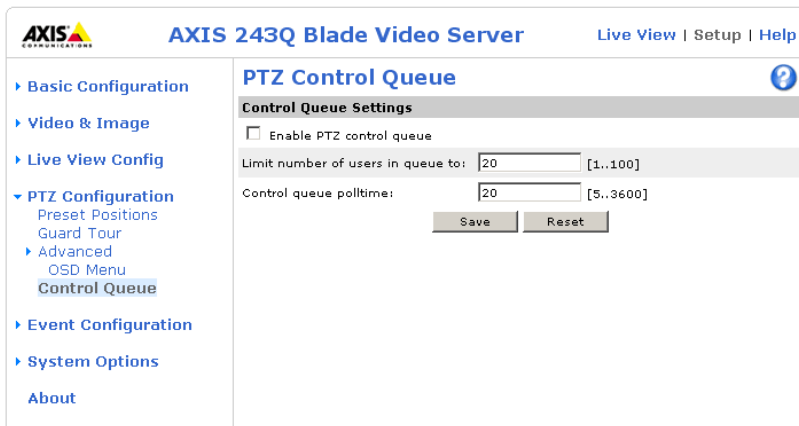 AXIS
COMMUNICATIONS
AXIS 243Q Blade Video Server
Live View | Setup | Help
Basic Configuration
Video & Image
Live View Config
PTZ Configuration
Preset Positions
Guard Tour
Advanced
OSD Menu
Control Queue
Event Configuration
System Options
About
PTZ Control Queue
?
Control Queue Settings
Enable PTZ control queue
Limit number of users in queue to: 20 [1..100]
Control queue polltime: 20 [5..3600]
Save Reset